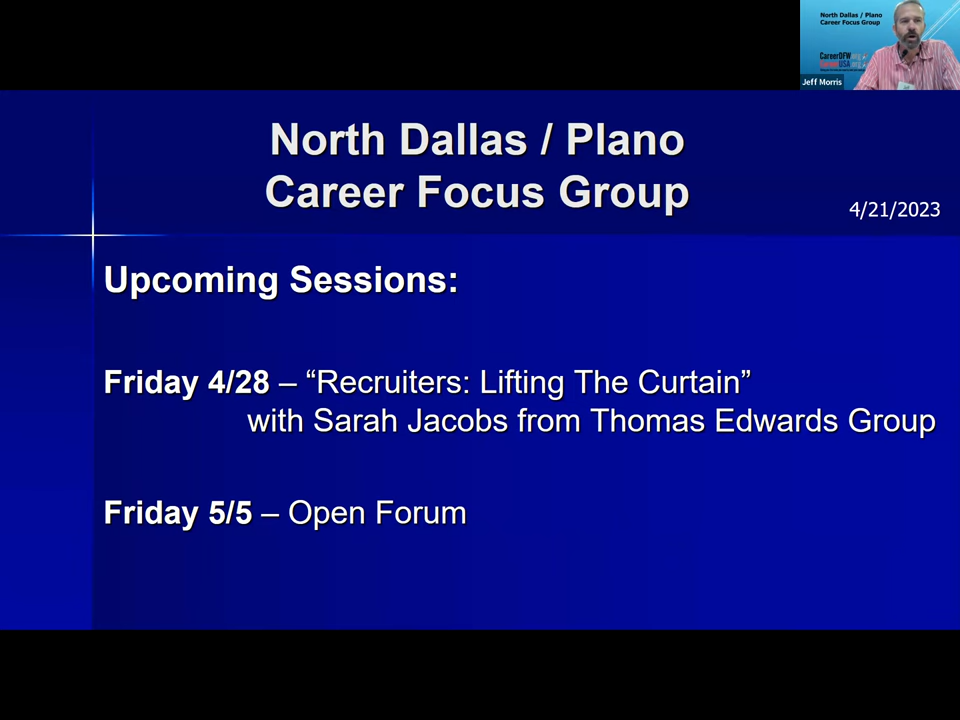 North Dallas / Plano
Career Focus Group
CareerDFW
Jeff Morris
North Dallas / Plano
Career Focus Group
4/21/2023
Upcoming Sessions:
Friday 4/28 – “Recruiters: Lifting The Curtain”
with Sarah Jacobs from Thomas Edwards Group
Friday 5/5 – Open Forum